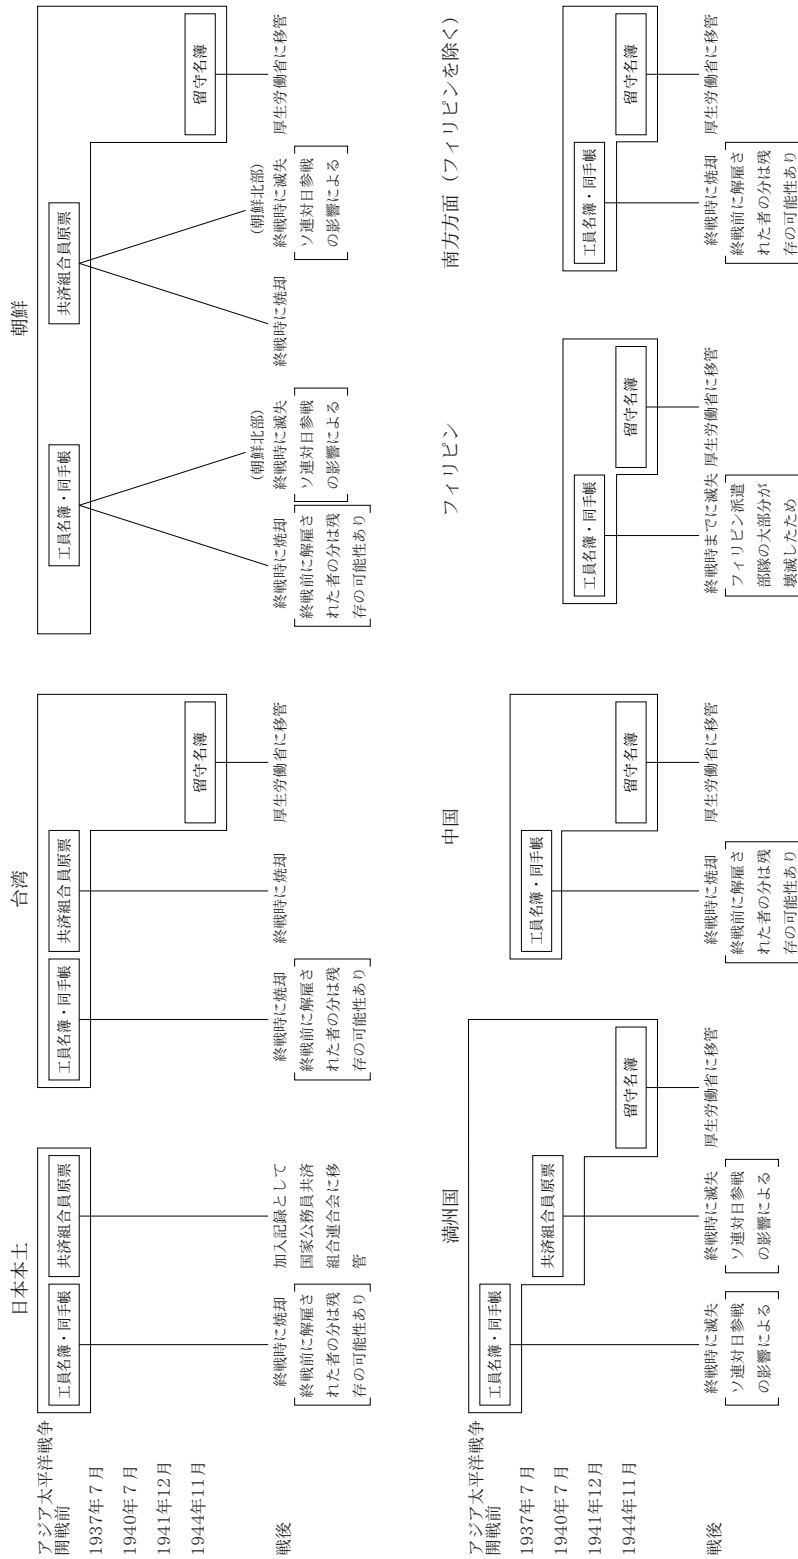 アジア太平洋戦争
開戦前
1937年７月
1940年７月
1941年12月
1944年11月
戦後
日本本土
工員名簿・同手帳
終戦時に焼却
終戦前に解雇さ
れた者の分は残
存の可能性あり
共済組合員原票
加入記録として
国家公務員共済
組合連合会に移
管
台湾
工員名簿・同手帳
終戦時に焼却
終戦前に解雇さ
れた者の分は残
存の可能性あり
共済組合員原票
終戦時に焼却
留守名簿
厚生労働省に移管
朝鮮
工員名簿・同手帳
終戦時に焼却
終戦前に解雇さ
れた者の分は残
存の可能性あり
(朝鮮北部)
終戦時に滅失
ソ連対日参戦
の影響による
共済組合員原票
終戦時に焼却
(朝鮮北部)
終戦時に滅失
ソ連対日参戦
の影響による
留守名簿
厚生労働省に移管
アジア太平洋戦争
開戦前
1937年７月
1940年７月
1941年12月
1944年11月
戦後
満州国
工員名簿・同手帳
終戦時に滅失
ソ連対日参戦
の影響による
共済組合員原票
終戦時に滅失
ソ連対日参戦
の影響による
留守名簿
厚生労働省に移管
中国
工員名簿・同手帳
終戦時に焼却
終戦前に解雇さ
れた者の分は残
存の可能性あり
留守名簿
厚生労働省に移管
フィリピン
工員名簿・同手帳
終戦時までに滅失
フィリピン派遣
部隊の大部分が
壊滅したため
留守名簿
厚生労働省に移管
南方方面（フィリピンを除く）
工員名簿・同手帳
終戦時に焼却
終戦前に解雇さ
れた者の分は残
存の可能性あり
留守名簿
厚生労働省に移管